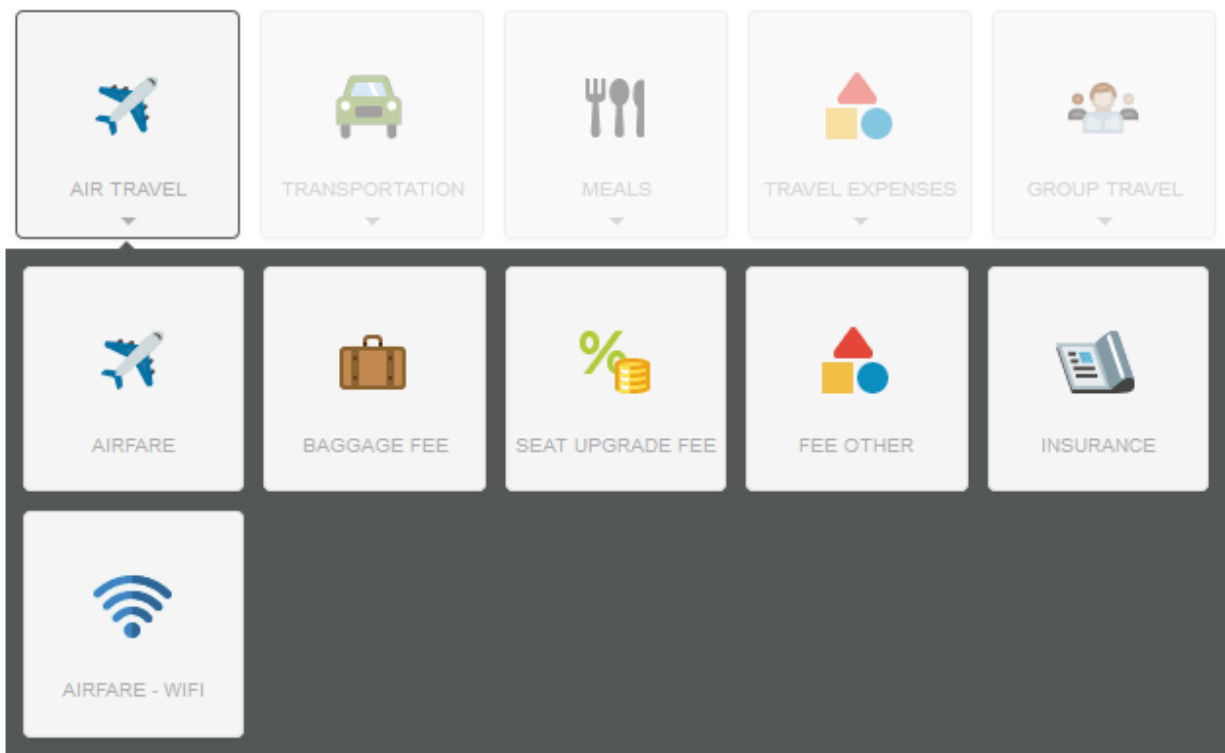 AIR TRAVEL
TRANSPORTATION
MEALS
TRAVEL EXPENSES
GROUP TRAVEL
AIRFARE
BAGGAGE FEE
SEAT UPGRADE FEE
FEE OTHER
INSURANCE
AIRFARE - WIFI